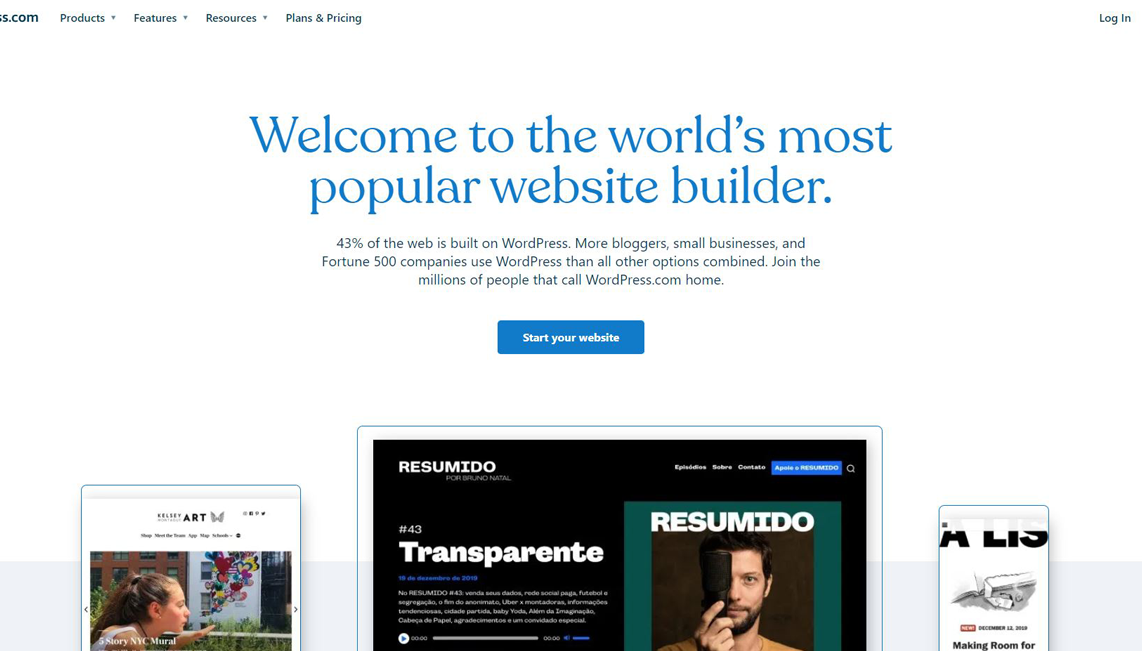 ss.com Products Features Resources Plans & Pricing Log In
Welcome to the world's most
popular website builder.
43% of the web is built on WordPress. More bloggers, small businesses, and
Fortune 500 companies use WordPress than all other options combined. Join the
millions of people that call WordPress.com home.
Start your website
KELSEY
MONTAGUE
ART
Shop Meet the Team App Map Schools
5 Story NYC Mural
RESUMIDO
POR BRUNO NATAL
Episódios Sobre Contato Apoie o RESUMIDO
#43
Transparente
19 de dezembro de 2019
No RESUMIDO #43: venda seus dados, rede social paga, futebol e
segregação, o fim do anonimato, Uber x montadoras, informações
tendenciosas, cidade partida, baby Yoda, Além da Imaginação,
Cabeça de Papel, agradecimentos e um convidado especial.
00:00 00:00
RESUMIDO
A LIS
NEW! DECEMBER 12, 2019
Making Room for